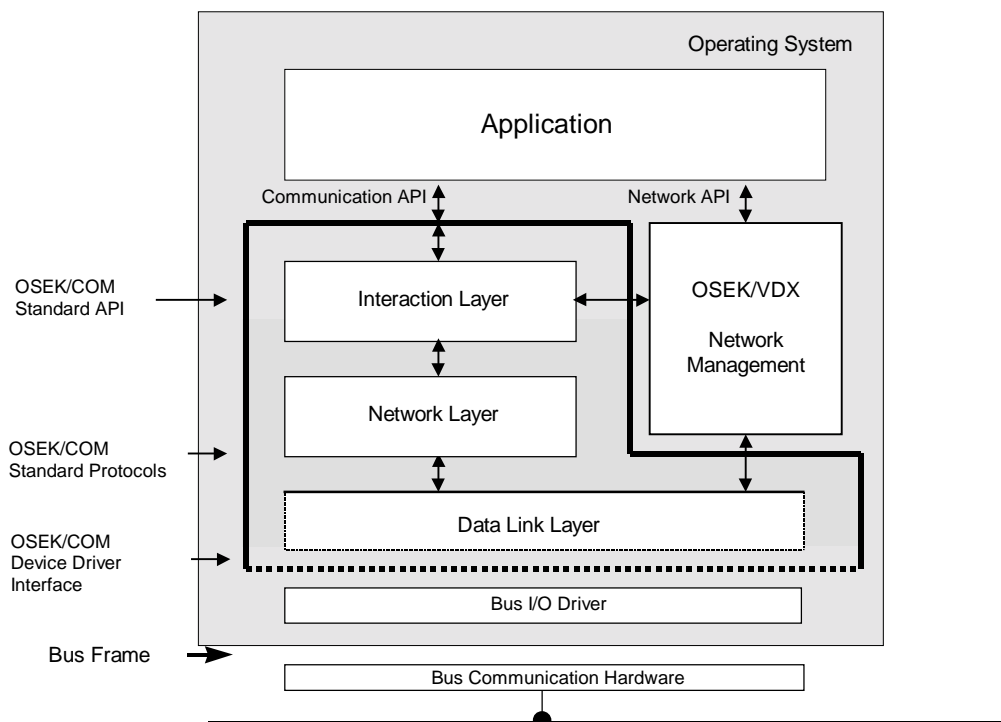 Operating System
Application
Communication API
Network API
OSEK/COM
Standard API
Interaction Layer
OSEK/VDX
Network
Management
Network Layer
OSEK/COM
Standard Protocols
Data Link Layer
OSEK/COM
Device Driver
Interface
Bus I/O Driver
Bus Frame
Bus Communication Hardware